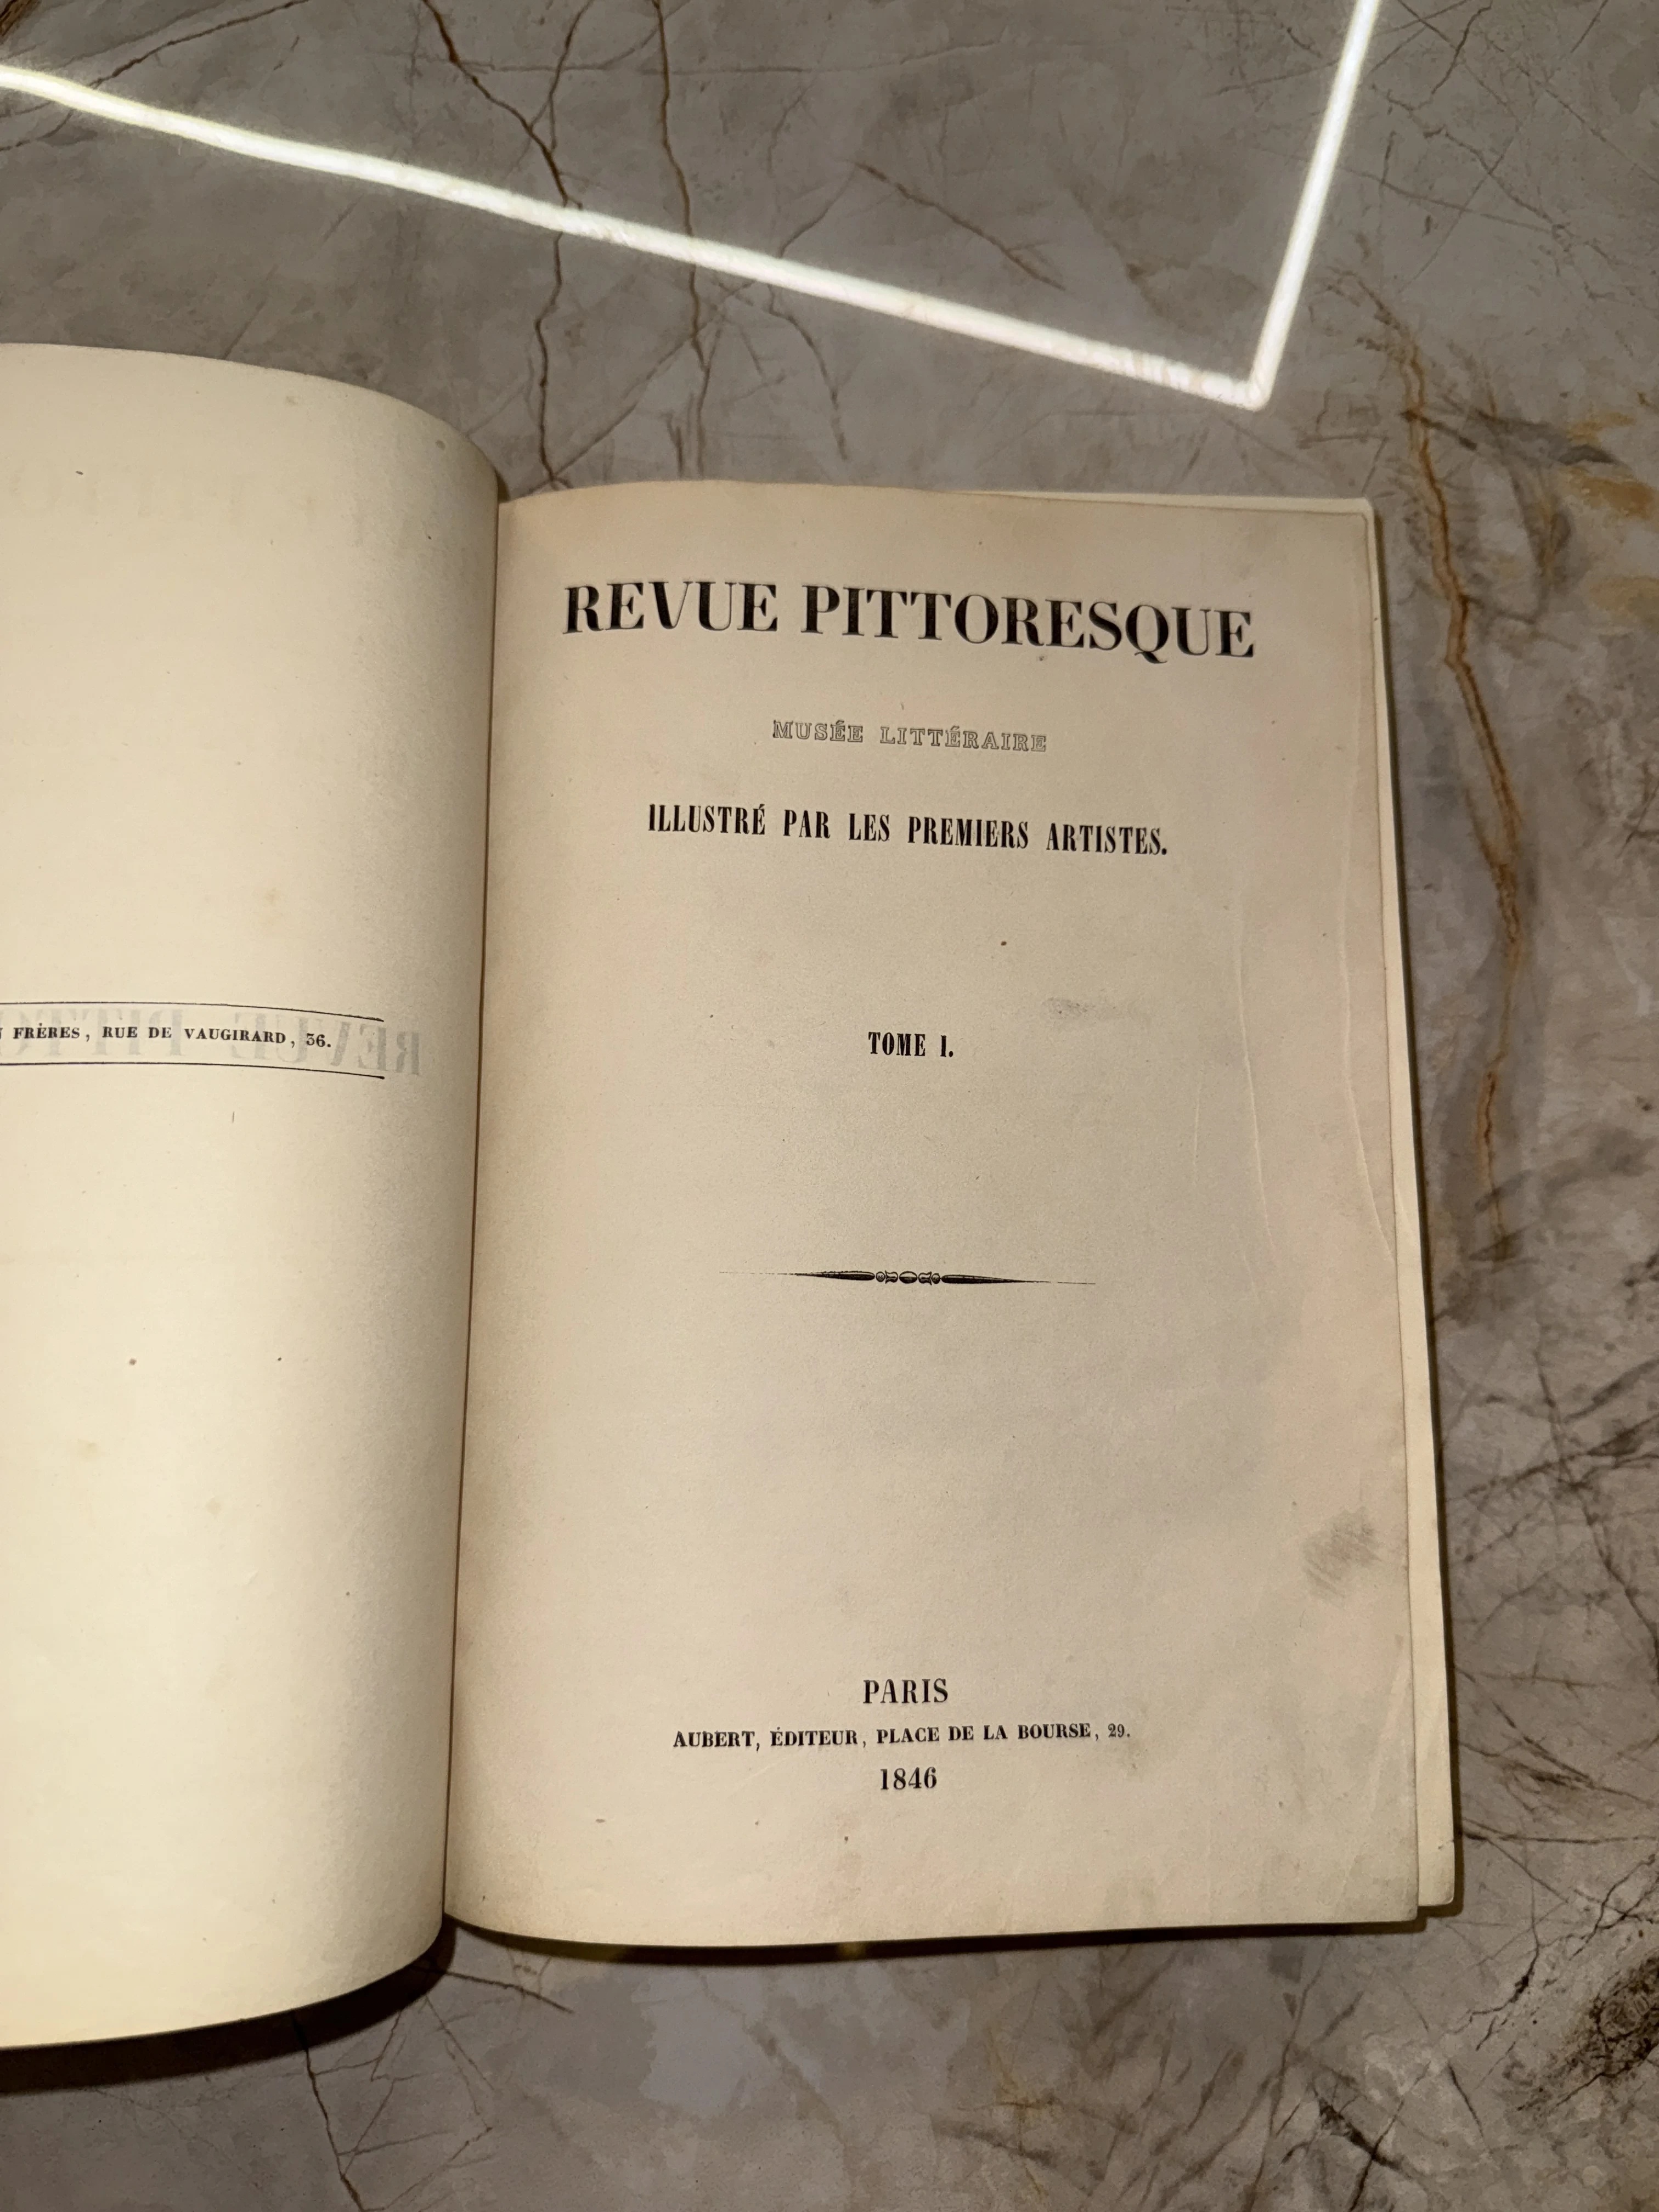 FRÈRES, RUE DE VAUGIRARD, 36.
REVUE PITTORESQUE
MUSÉE LITTÉRAIRE
ILLUSTRÉ PAR LES PREMIERS ARTISTES.
TOME I.
PARIS
AUBERT, ÉDITEUR, PLACE DE LA BOURSE, 29.
1846